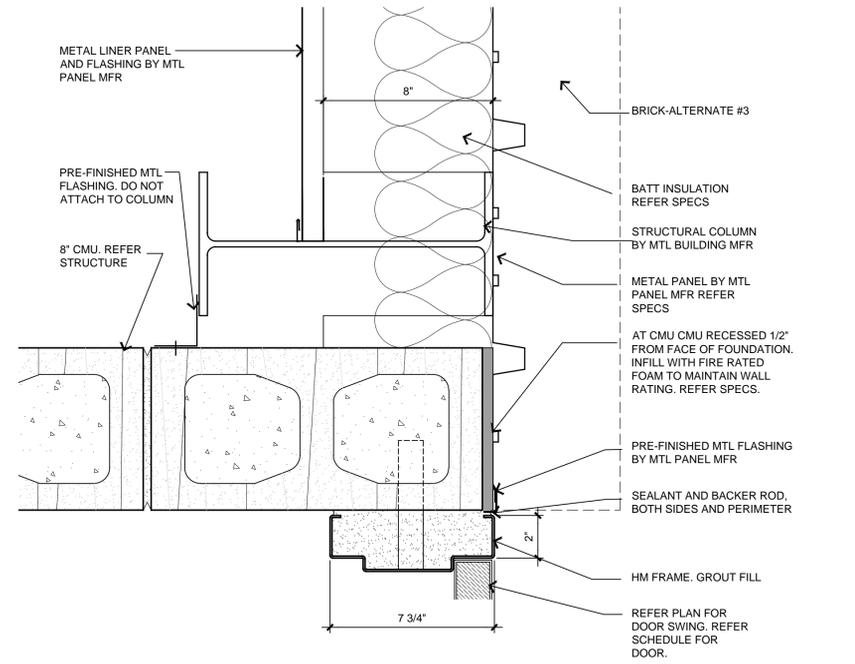 METAL LINER PANEL
AND FLASHING BY MTL
PANEL MFR
8"
BRICK-ALTERNATE #3
PRE-FINISHED MTL
FLASHING. DO NOT
ATTACH TO COLUMN
BATT INSULATION
REFER SPECS
8" CMU. REFER
STRUCTURE
STRUCTURAL COLUMN
BY MTL BUILDING MFR
METAL PANEL BY MTL
PANEL MFR REFER
SPECS
AT CMU CMU RECESSED 1/2"
FROM FACE OF FOUNDATION.
INFILL WITH FIRE RATED
FOAM TO MAINTAIN WALL
RATING. REFER SPECS.
PRE-FINISHED MTL FLASHING
BY MTL PANEL MFR
SEALANT AND BACKER ROD,
BOTH SIDES AND PERIMETER
2"
HM FRAME. GROUT FILL
7 3/4"
REFER PLAN FOR
DOOR SWING. REFER
SCHEDULE FOR
DOOR.